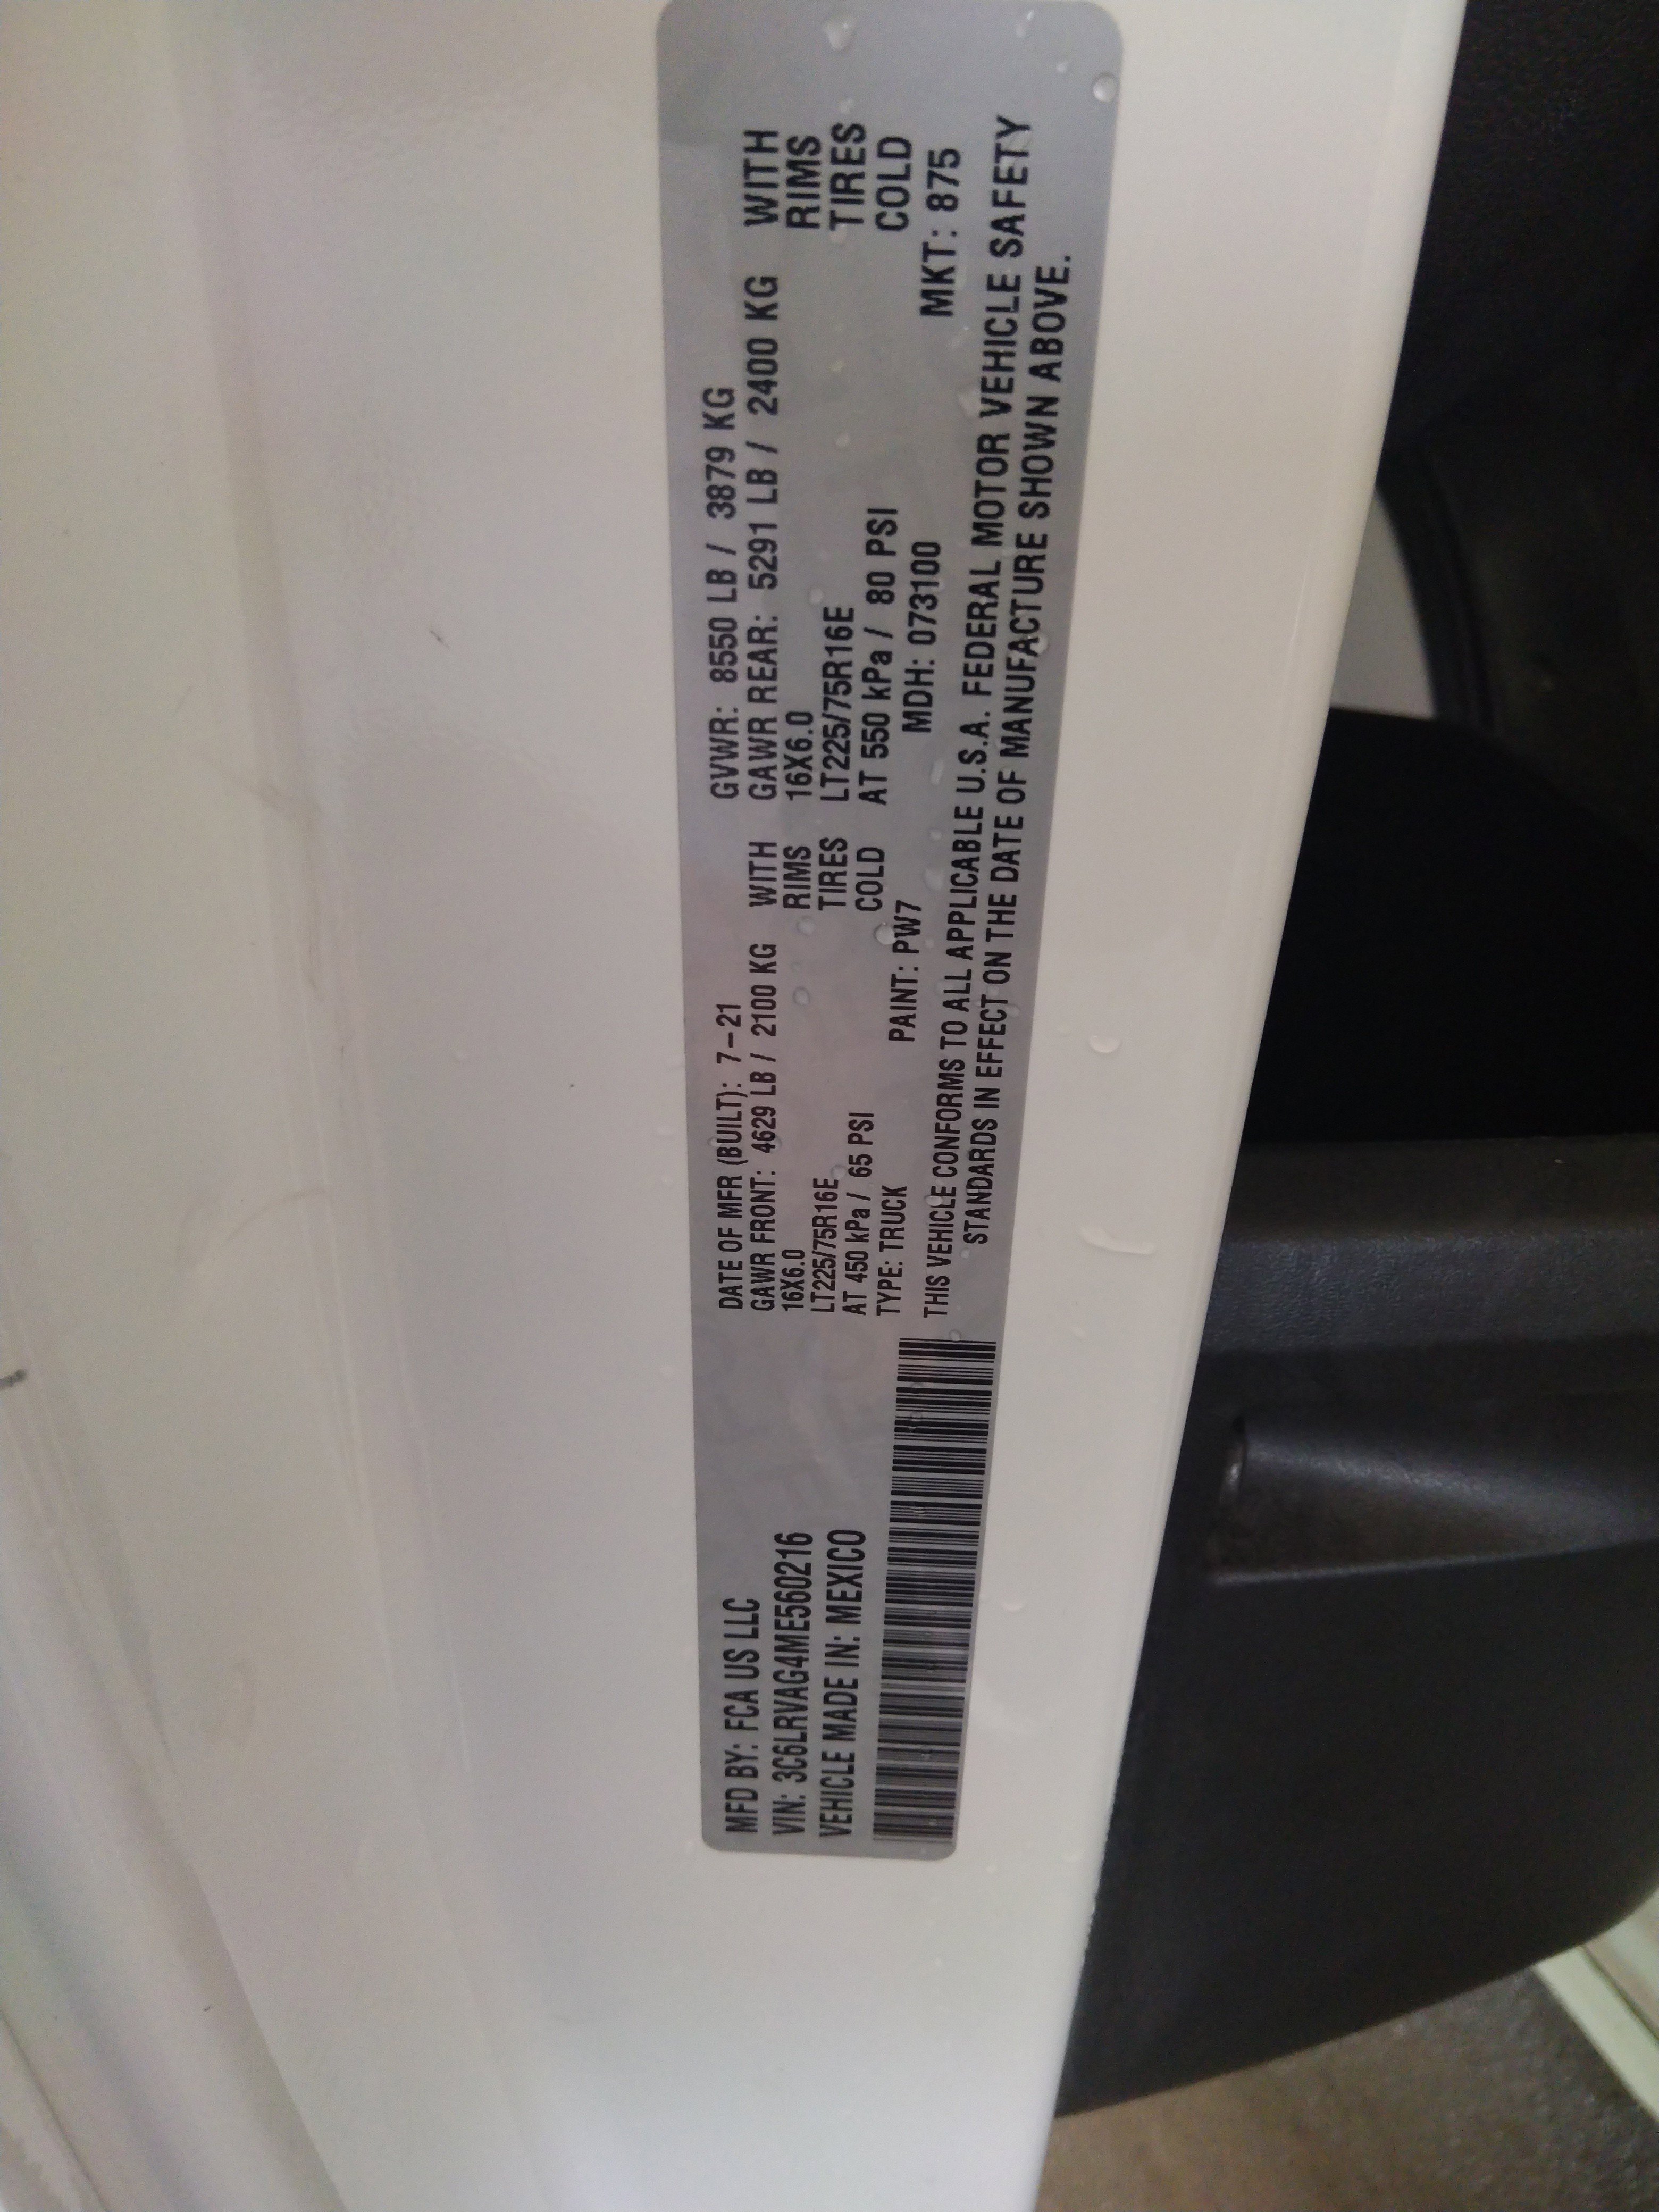 MFD BY: FCA US LLC
VIN: 3C6LRVAG4ME560216
VEHICLE MADE IN: MEXICO
DATE OF MFR (BUILT): 7-21 GVWR: 8550 LB / 3879 KG
GAWR FRONT: 4629 LB / 2100 KG WITH GAWR REAR: 5291 LB / 2400 KG WITH
16X6.0 RIMS 16X6.0 RIMS
LT225/75R16E TIRES LT225/75R16E TIRES
AT 450 kPa / 65 PSI COLD AT 550 kPa / 80 PSI COLD
TYPE: TRUCK PAINT: PW7 MDH: 073100 MKT: 875
THIS VEHICLE CONFORMS TO ALL APPLICABLE U.S.A. FEDERAL MOTOR VEHICLE SAFETY
STANDARDS IN EFFECT ON THE DATE OF MANUFACTURE SHOWN ABOVE.